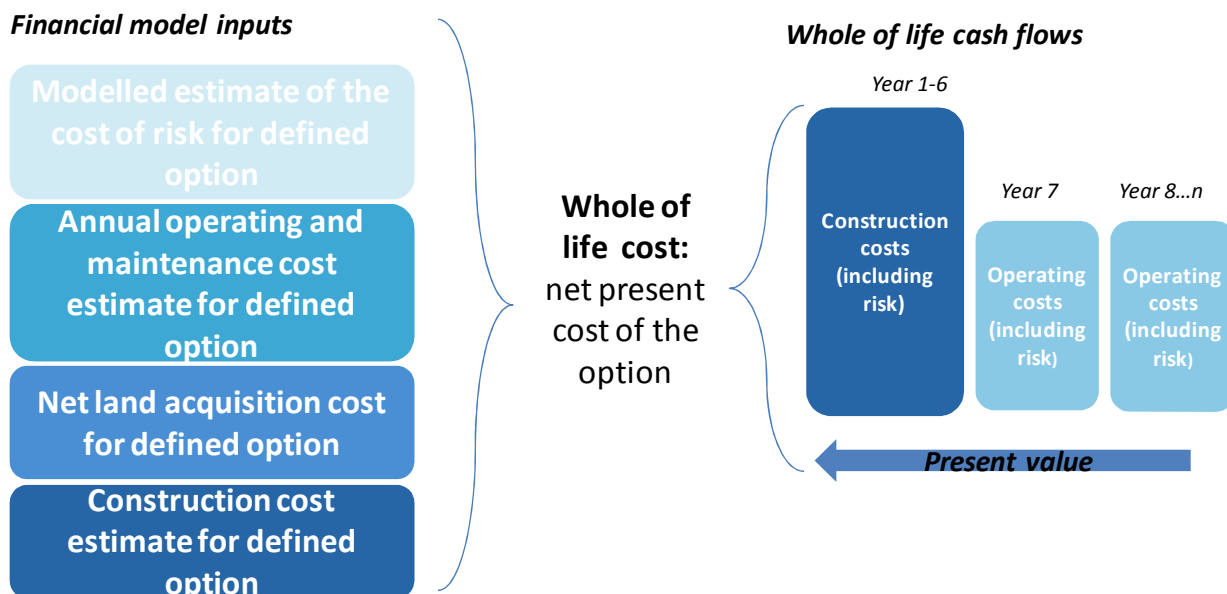 Financial model inputs
Modelled estimate of the
cost of risk for defined
option
Annual operating and
maintenance cost
estimate for defined
option
Net land acquisition cost
for defined option
Construction cost
estimate for defined
option
Whole of
life cost:
net present
cost of the
option
Whole of life cash flows
Year 1-6
Construction
costs
(including
risk)
Year 7
Operating
costs
(including
risk)
Year 8...n
Operating
costs
(including
risk)
Present value